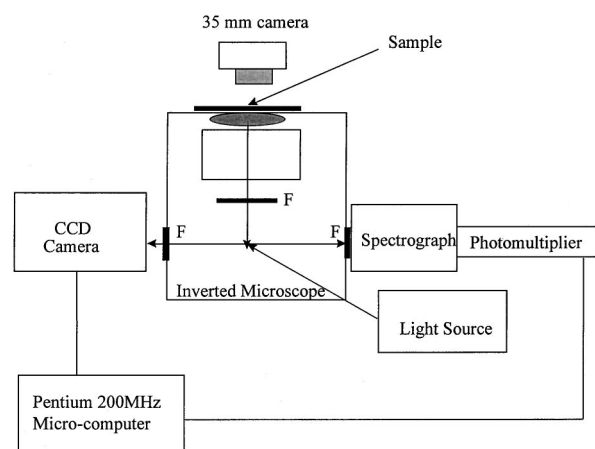 35 mm camera
Sample
F
CCD
Camera
F
F
Spectrograph
Photomultiplier
Inverted Microscope
Light Source
Pentium 200MHz
Micro-computer